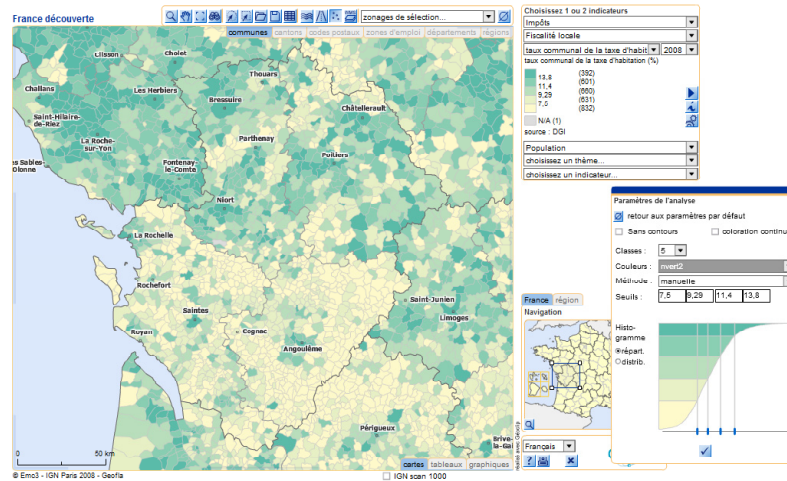 France découverte
zonages de sélection...
communes cantons codes postaux zones d'emploi départements régions
Clisson
Cholet
Thouars
Challans
Les Herbiers
Bressuire
Châtellerault
Saint-Hilaire-
de-Riez
Parthenay
La Roche-
sur-Yon
Poitiers
es Sables-
Olonne
Fontenay-
le-Comte
Niort
La Rochelle
Rochefort
Saint-Junien
Saintes
Limoges
Royan
Cognac
Angoulême
Périgueux
Brive-
la-Gai
0 50 km
cartes tableaux graphiques
© Emc3 - IGN Paris 2008 - Geofla
IGN scan 1000
réalisé avec Géoclip
Choisissez 1 ou 2 indicateurs
Impôts
Fiscalité locale
taux communal de la taxe d'habit 2008
taux communal de la taxe d'habitation (%)
13,8 (392)
11,4 (601)
9,29 (660)
7,5 (631)
(832)
N/A (1)
source : DGI
Population
choisissez un thème...
choisissez un indicateur...
Paramètres de l'analyse
retour aux paramètres par défaut
Sans contours coloration continu
Classes : 5
Couleurs : nvert2
Méthode : manuelle
Seuils : 7,5 9,29 11,4 13,8
Histo-
gramme
répart.
distrib.
France région
Navigation
Français
?